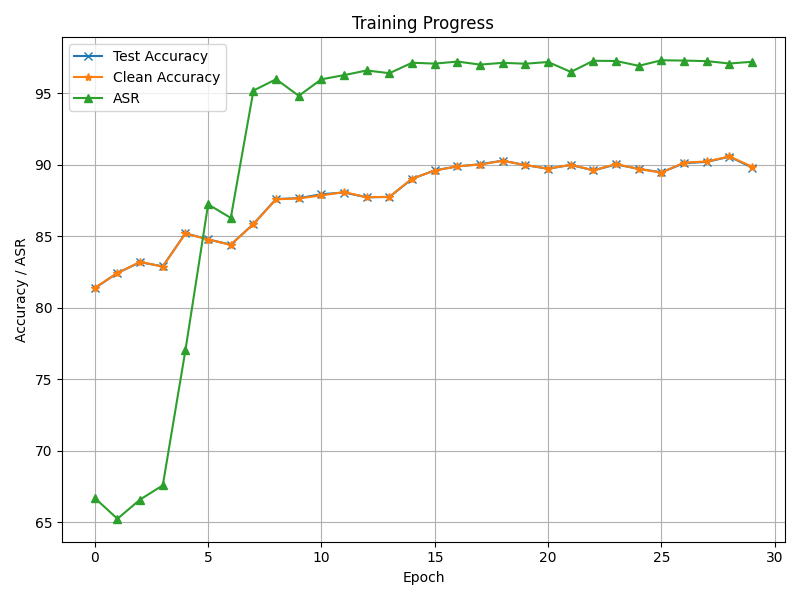 Training Progress
Test Accuracy
Clean Accuracy
ASR
Accuracy / ASR
95
90
85
80
75
70
65
0 5 10 15 20 25 30
Epoch